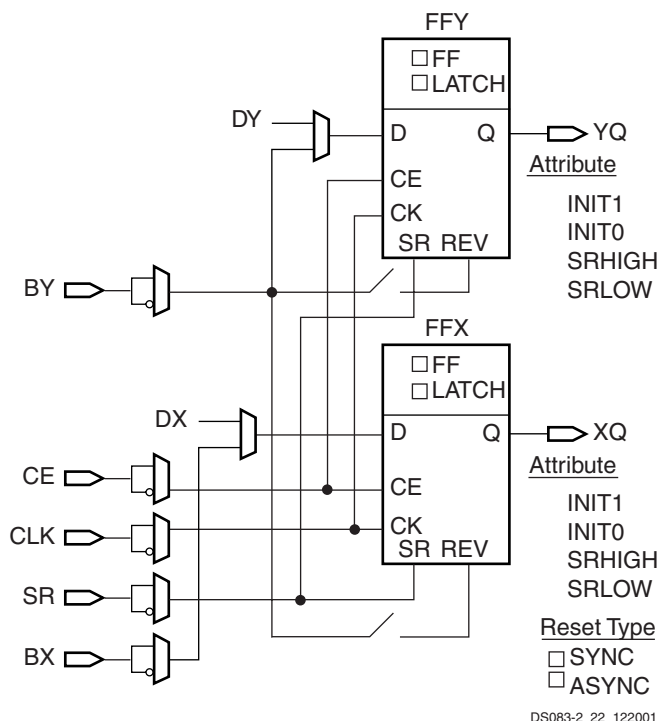 FFY
FF
LATCH
DY
D
Q
YQ
CE
CK
SR REV
Attribute
INIT1
INIT0
SRHIGH
SRLOW
BY
FFX
FF
LATCH
DX
D
Q
XQ
CE
CE
CLK
CK
SR REV
Attribute
INIT1
INIT0
SRHIGH
SRLOW
SR
BX
Reset Type
SYNC
ASYNC
DS083-2_22_122001